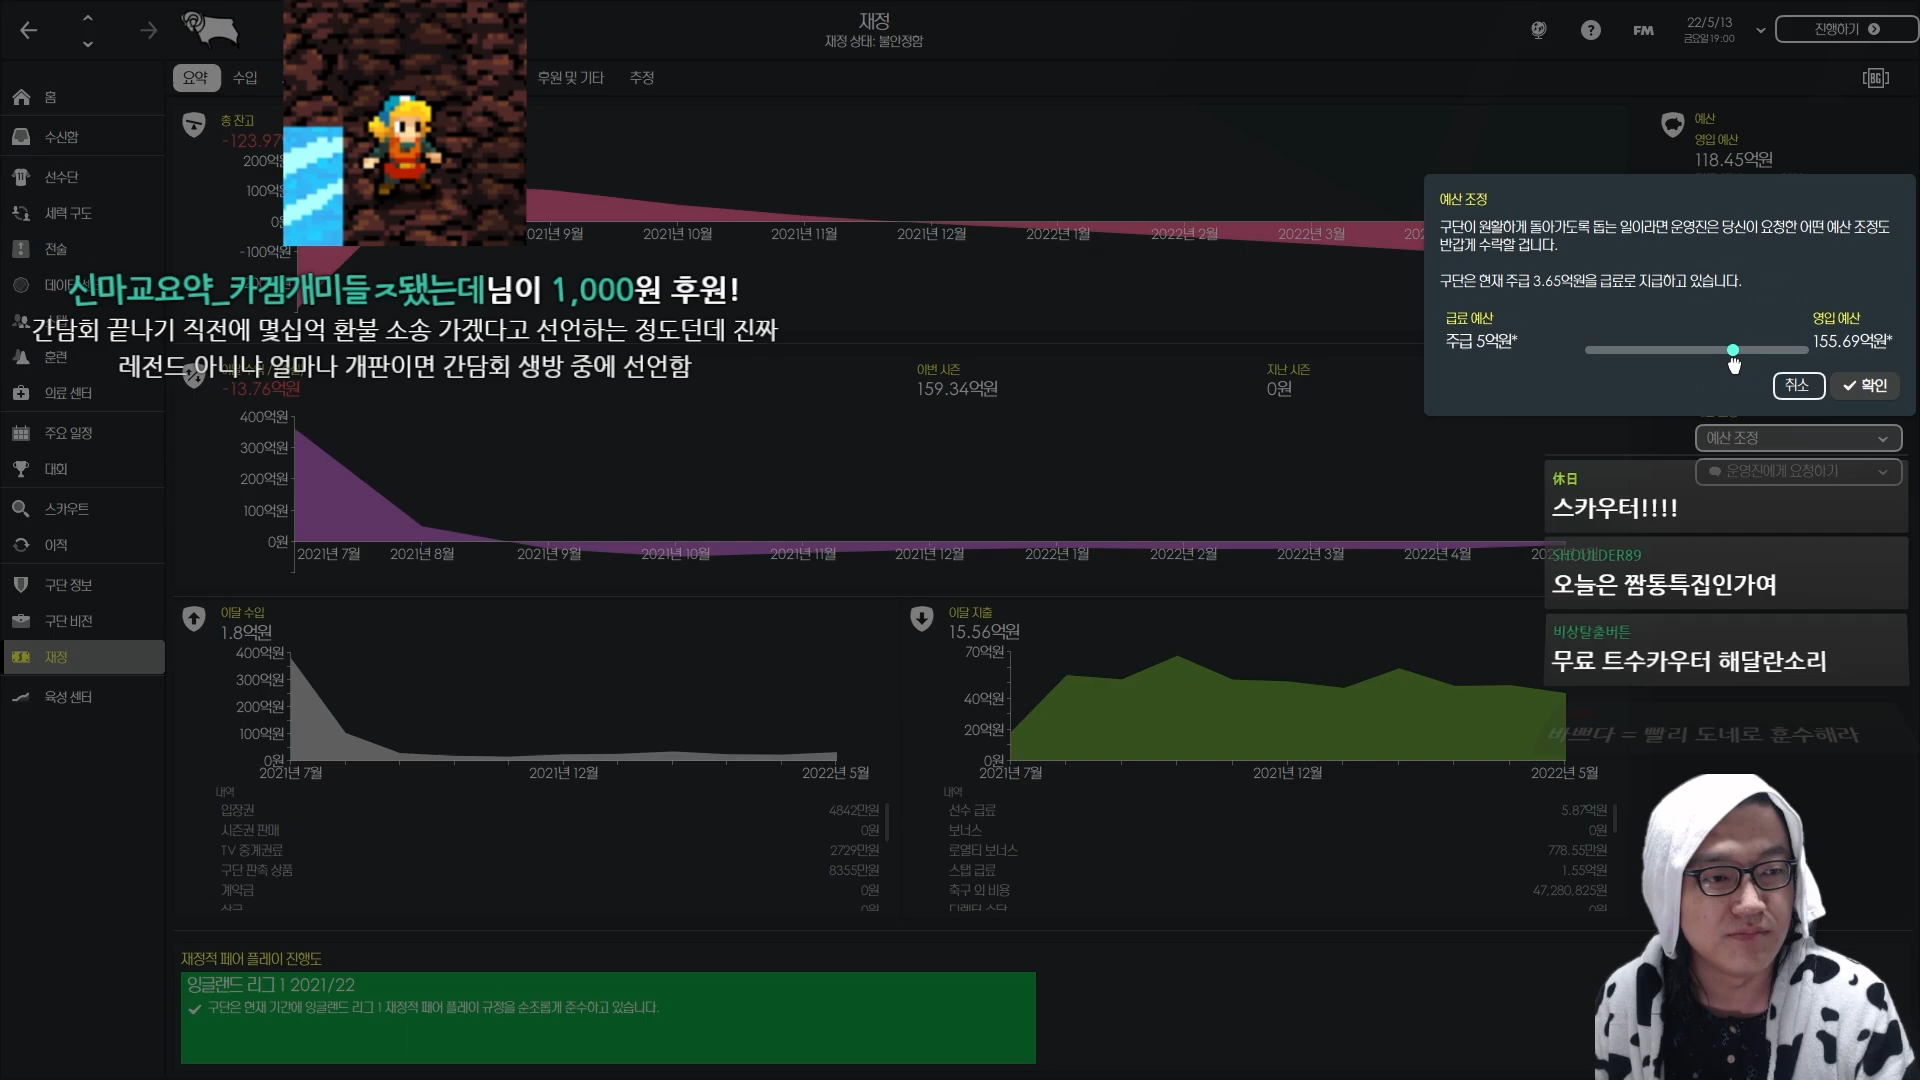 재정
재정 상태: 불안정함
FM
22/5/13
금요일 19:00
진행하기
요약
수입
후원 및 기타
추정
홈
수신함
선수단
세력 구도
전술
훈련
의료 센터
주요 일정
대회
스카우트
이적
구단 정보
구단 비전
재정
육성 센터
총 잔고
-123.97
200억원
100억원
-100억원
2021년 10월
2021년 11월
2021년 12월
2022년 1월
2022년 2월
2022년 3월
예산
영입 예산
118.45억원
예산 조정
구단이 원활하게 돌아가도록 돕는 일이라면 운영진은 당신이 요청한 어떤 예산 조정도
반갑게 수락할 겁니다.
구단은 현재 주급 3.65억원을 급료로 지급하고 있습니다.
급료 예산
주급 5억원*
영입 예산
155.69억원*
취소
확인
예산 조정
운영진에게 요청하기
신마교요약_카겜개미들ㅈ됐는데님이 1,000원 후원!
간담회 끝나기 직전에 몇십억 환불 소송 가겠다고 선언하는 정도던데 진짜
레전드 아니냐 얼마나 개판이면 간담회 생방 중에 선언함
-13.76억원
이번 시즌
159.34억원
지난 시즌
0원
400억원
300억원
200억원
100억원
0원
2021년 7월
2021년 8월
2021년 9월
2021년 10월
2021년 11월
2021년 12월
2022년 1월
2022년 2월
2022년 3월
2022년 4월
休日
스카우터!!!!
SHOULDER89
오늘은 짬통특집인가여
비상탈출버튼
무료 트수카우터 해달란소리
바쁘다 = 빨리 도네로 훈수해라
이달 수입
1.8억원
400억원
300억원
200억원
100억원
0원
2021년 7월
2021년 12월
2022년 5월
내역
입장권 4842만원
시즌권 판매 0원
TV 중계권료 2729만원
구단 판촉 상품 8355만원
계약금 0원
이달 지출
15.56억원
70억원
40억원
20억원
0원
2021년 7월
2021년 12월
2022년 5월
내역
선수 급료 5.87억원
보너스 0원
로열티 보너스 778.55만원
스탭 급료 1.55억원
축구 외 비용 47,280,825원
재정적 페어 플레이 진행도
잉글랜드 리그 1 2021/22
구단은 현재 기간에 잉글랜드 리그 1 재정적 페어 플레이 규정을 순조롭게 준수하고 있습니다.